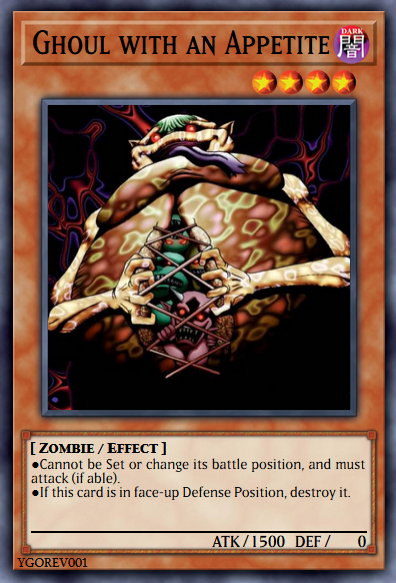 GHOUL WITH AN APPETITE
DARK
闇
[ ZOMBIE / EFFECT ]
●Cannot be Set or change its battle position, and must
attack (if able).
●If this card is in face-up Defense Position, destroy it.
ATK / 1500 DEF / 0
YGOREV001